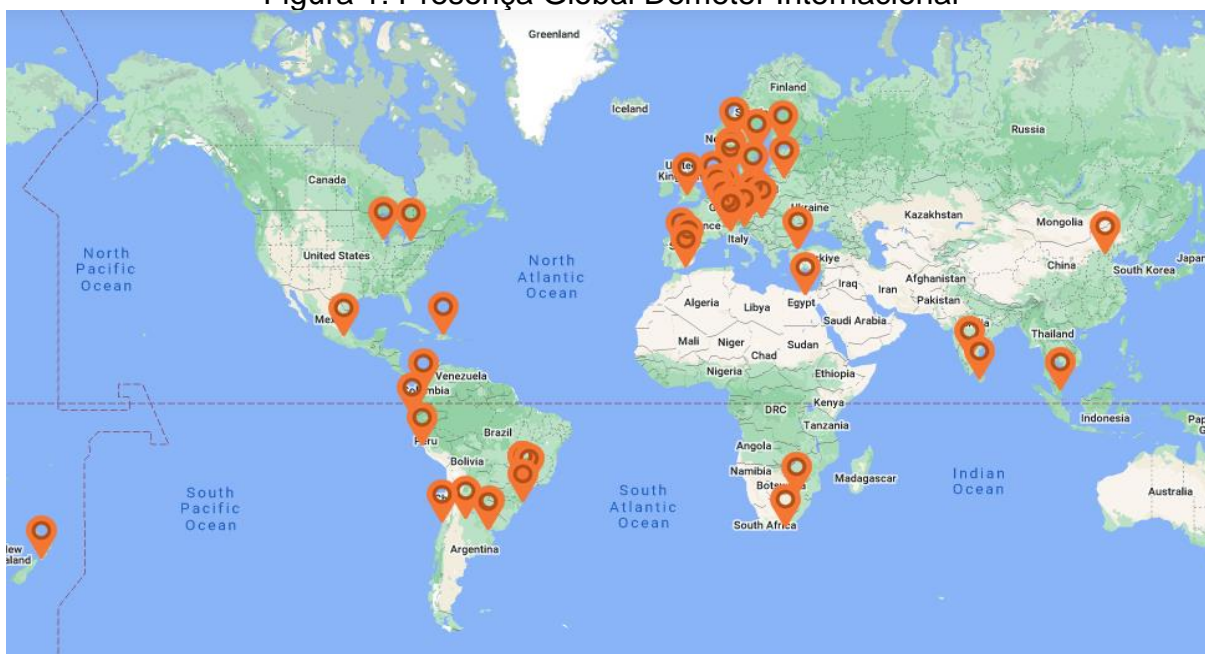 Figura 1: Presença Global Demeter Internacional
Greenland
Iceland
Finland
Russia
Canada
Ukraine
Kazakhstan
Mongolia
North
Pacific
Ocean
United States
North
Atlantic
Ocean
Italy
China
South Korea
Japan
Afghanistan
Iraq
Iran
Pakistan
Algeria
Libya
Egypt
Saudi Arabia
Mali
Niger
Sudan
Chad
Thailand
Nigeria
Ethiopia
Venezuela
DRC
Kenya
Tanzania
Indonesia
Brazil
Peru
Angola
Bolivia
Namibia
Madagascar
Indian
Ocean
Australia
South
Pacific
Ocean
South
Atlantic
Ocean
South Africa
Argentina